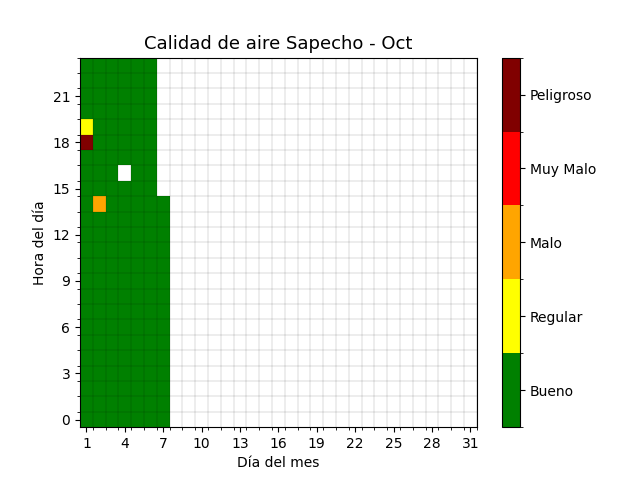 Calidad de aire Sapecho - Oct
Hora del día
21
18
15
12
9
6
3
0
1 4 7 10 13 16 19 22 25 28 31
Día del mes
Peligroso
Muy Malo
Malo
Regular
Bueno